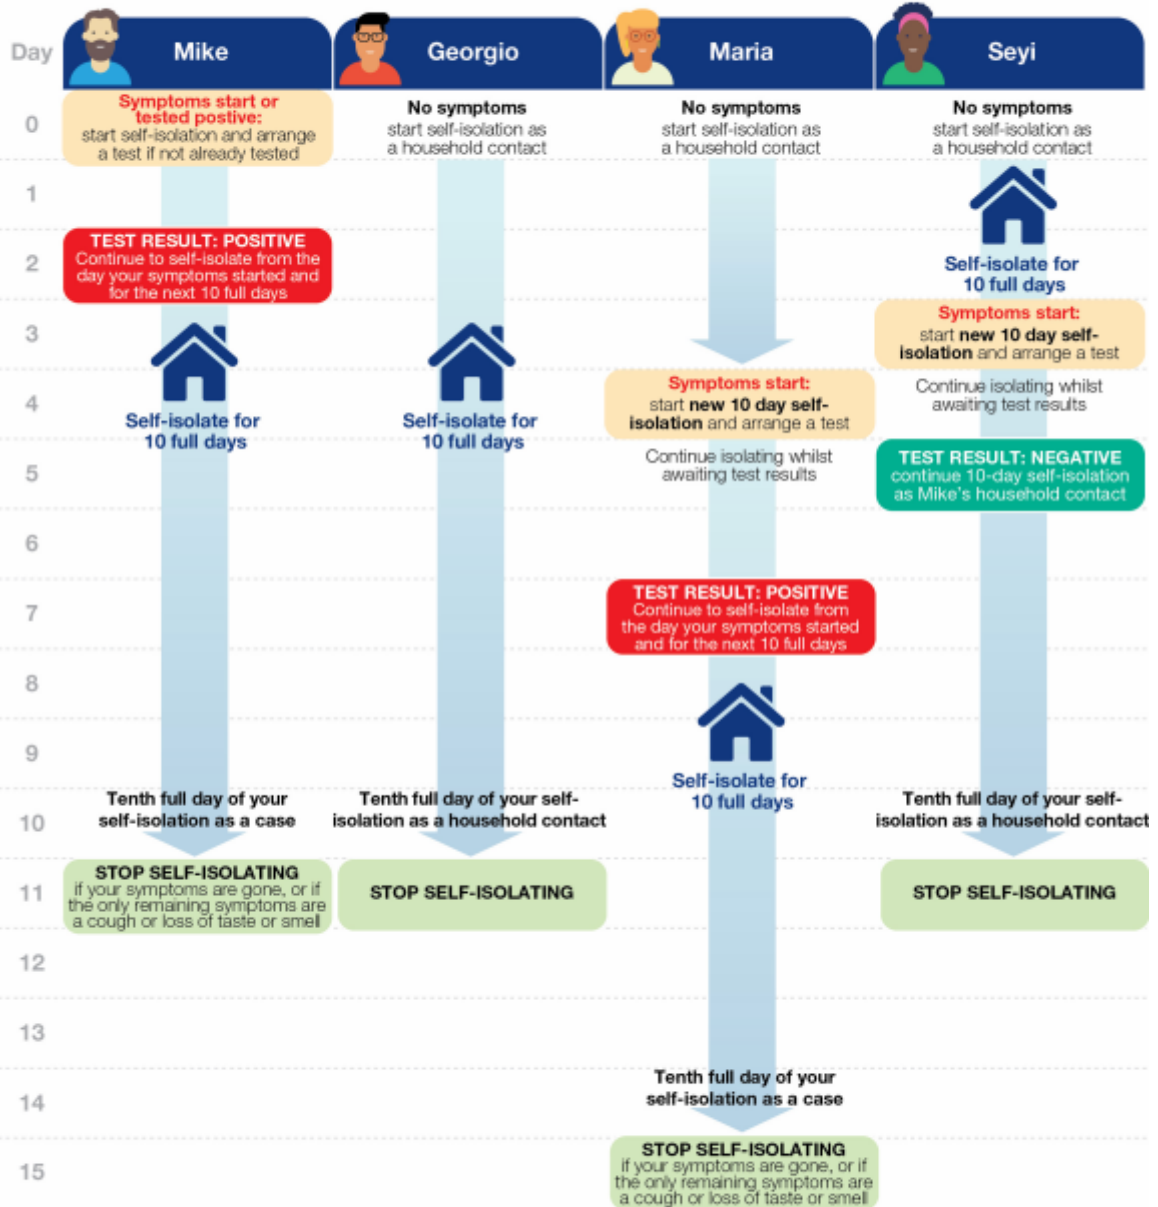 Day
Mike
Georgio
Maria
Seyi
0
Symptoms start or
tested postive:
start self-isolation and arrange
a test if not already tested
No symptoms
start self-isolation as
a household contact
No symptoms
start self-isolation as
a household contact
No symptoms
start self-isolation as
a household contact
1
2
TEST RESULT: POSITIVE
Continue to self-isolate from the
day your symptoms started and
for the next 10 full days
Self-isolate for
10 full days
3
Symptoms start:
start new 10 day self-
isolation and arrange a test
4
Self-isolate for
10 full days
Self-isolate for
10 full days
Symptoms start:
start new 10 day self-
isolation and arrange a test
Continue isolating whilst
awaiting test results
5
Continue isolating whilst
awaiting test results
TEST RESULT: NEGATIVE
continue 10-day self-isolation
as Mike's household contact
6
7
TEST RESULT: POSITIVE
Continue to self-isolate from
the day your symptoms started
and for the next 10 full days
8
9
Self-isolate for
10 full days
10
Tenth full day of your
self-isolation as a case
Tenth full day of your self-
isolation as a household contact
Tenth full day of your self-
isolation as a household contact
11
STOP SELF-ISOLATING
if your symptoms are gone, or if
the only remaining symptoms are
a cough or loss of taste or smell
STOP SELF-ISOLATING
STOP SELF-ISOLATING
12
13
14
Tenth full day of your
self-isolation as a case
15
STOP SELF-ISOLATING
if your symptoms are gone, or if
the only remaining symptoms are
a cough or loss of taste or smell